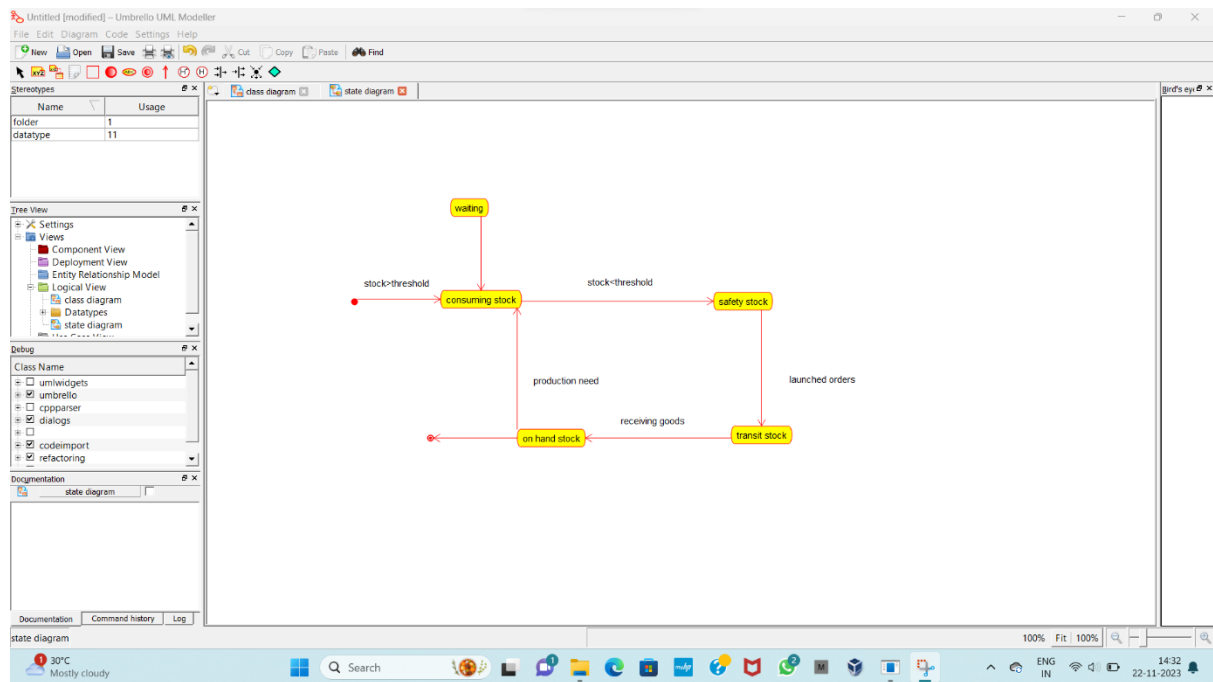 Untitled [modified] – Umbrello UML Modeller
File Edit Diagram Code Settings Help
New Open Save Cut Copy Paste Find
Stereotypes
class diagram state diagram
Bird's eye
Name Usage
folder 1
datatype 11
Tree View
Settings
Views
Component View
Deployment View
Entity Relationship Model
Logical View
class diagram
Datatypes
state diagram
waiting
stock>threshold
stock<threshold
consuming stock
safety stock
production need
launched orders
receiving goods
on hand stock
transit stock
Debug
Class Name
umlwidgets
umbrello
cppparser
dialogs
codeimport
refactoring
Documentation
state diagram
Documentation Command history Log
state diagram
100% Fit 100%
1
30°C
Mostly cloudy
Search
2
ENG
IN
14:32
22-11-2023